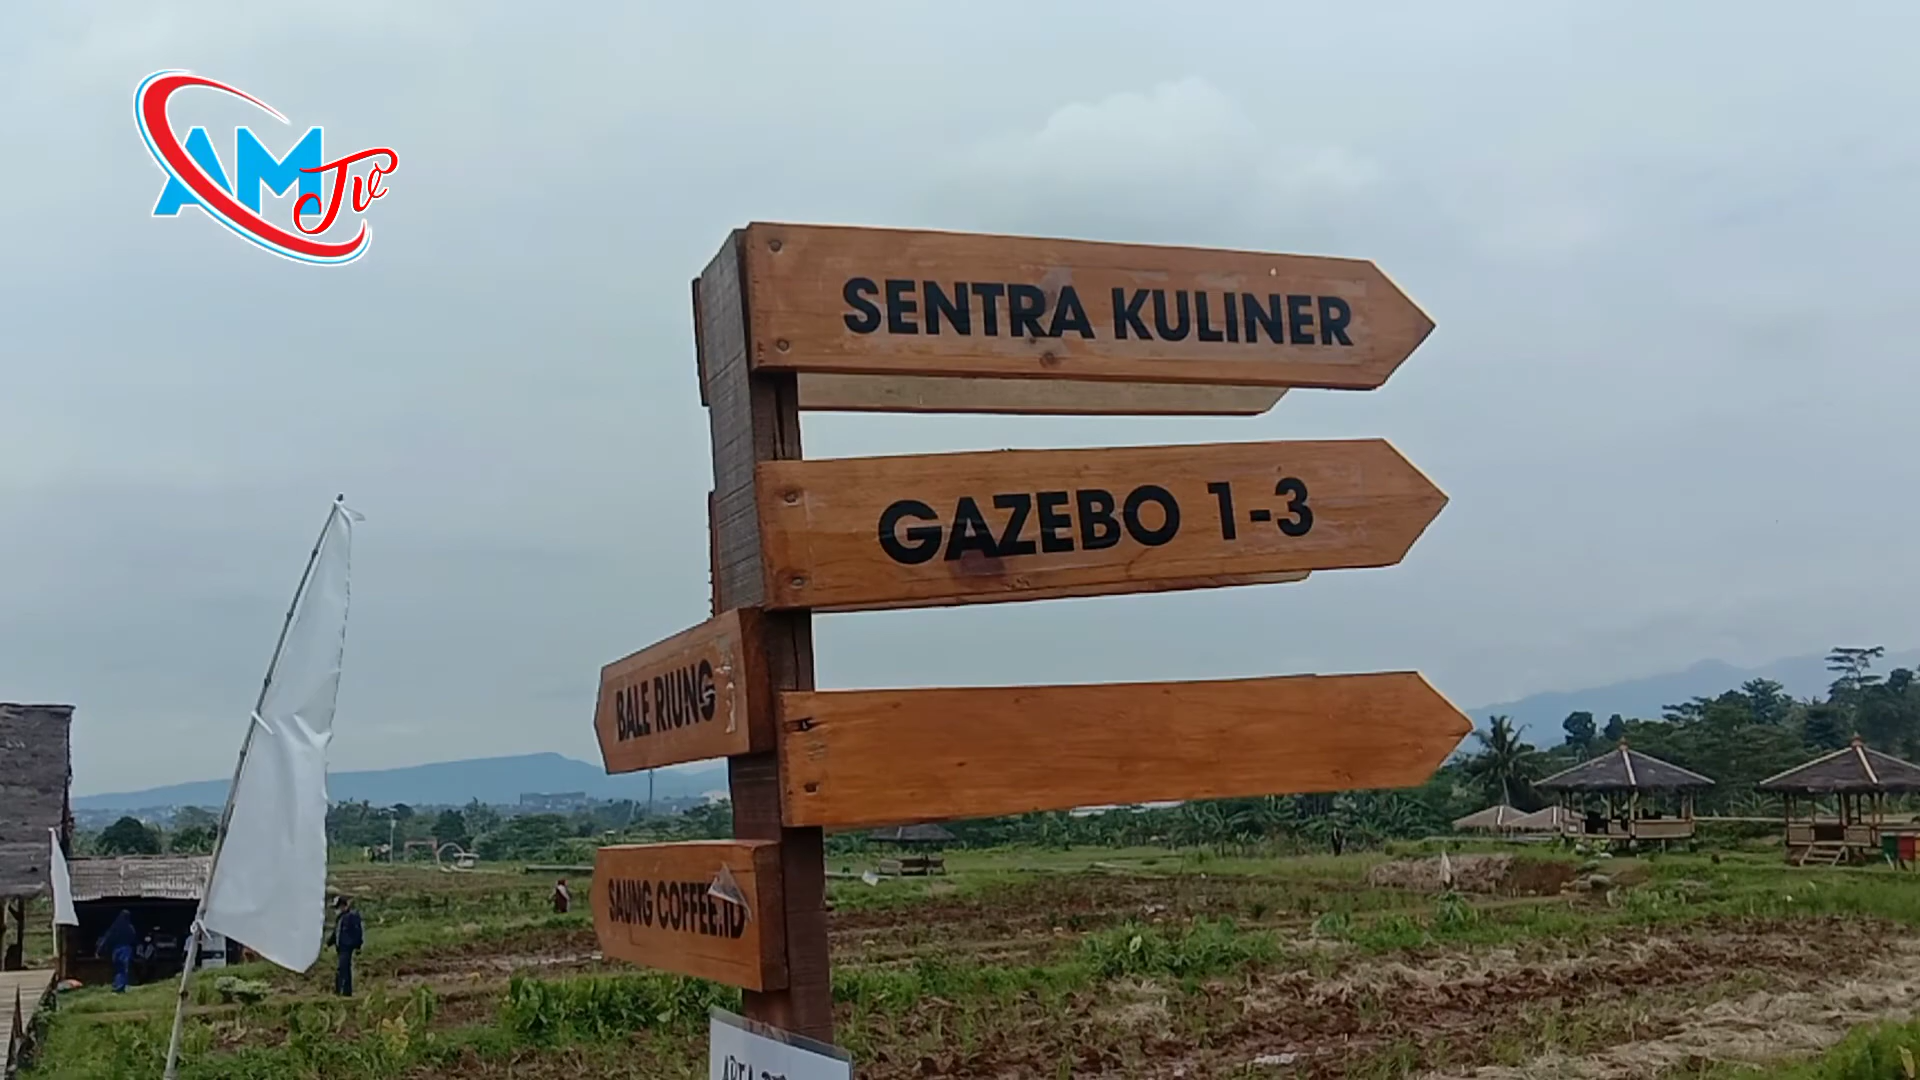 AM Tv
SENTRA KULINER
GAZEBO 1-3
BALE RIUNG
SAUNG COFFEE.ID